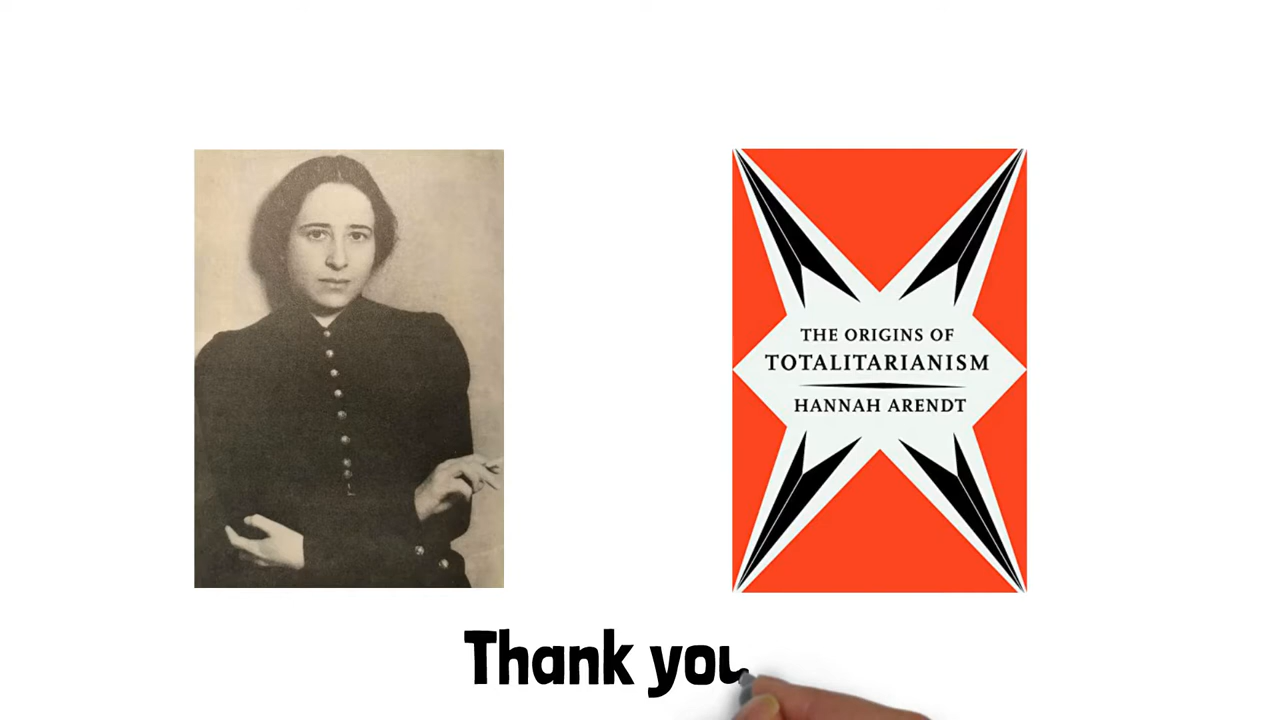 THE ORIGINS OF
TOTALITARIANISM
HANNAH ARENDT
Thank you